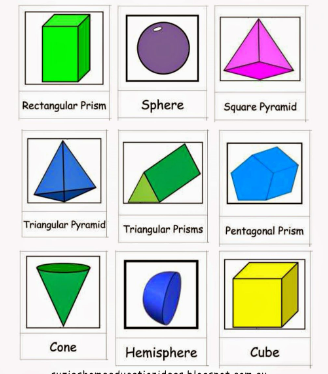 Rectangular Prism
Sphere
Square Pyramid
Triangular Pyramid
Triangular Prisms
Pentagonal Prism
Cone
Hemisphere
Cube